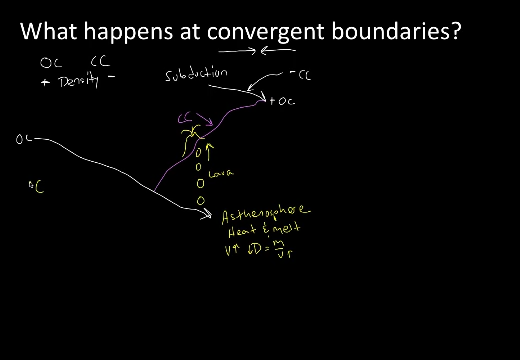 What happens at convergent boundaries?
OC CC
+ Density -
Subduction
- CC
+ OC
CC
OC
Lava
Asthenosphere
Heat & melt
V↑ ↓D = m/V↑